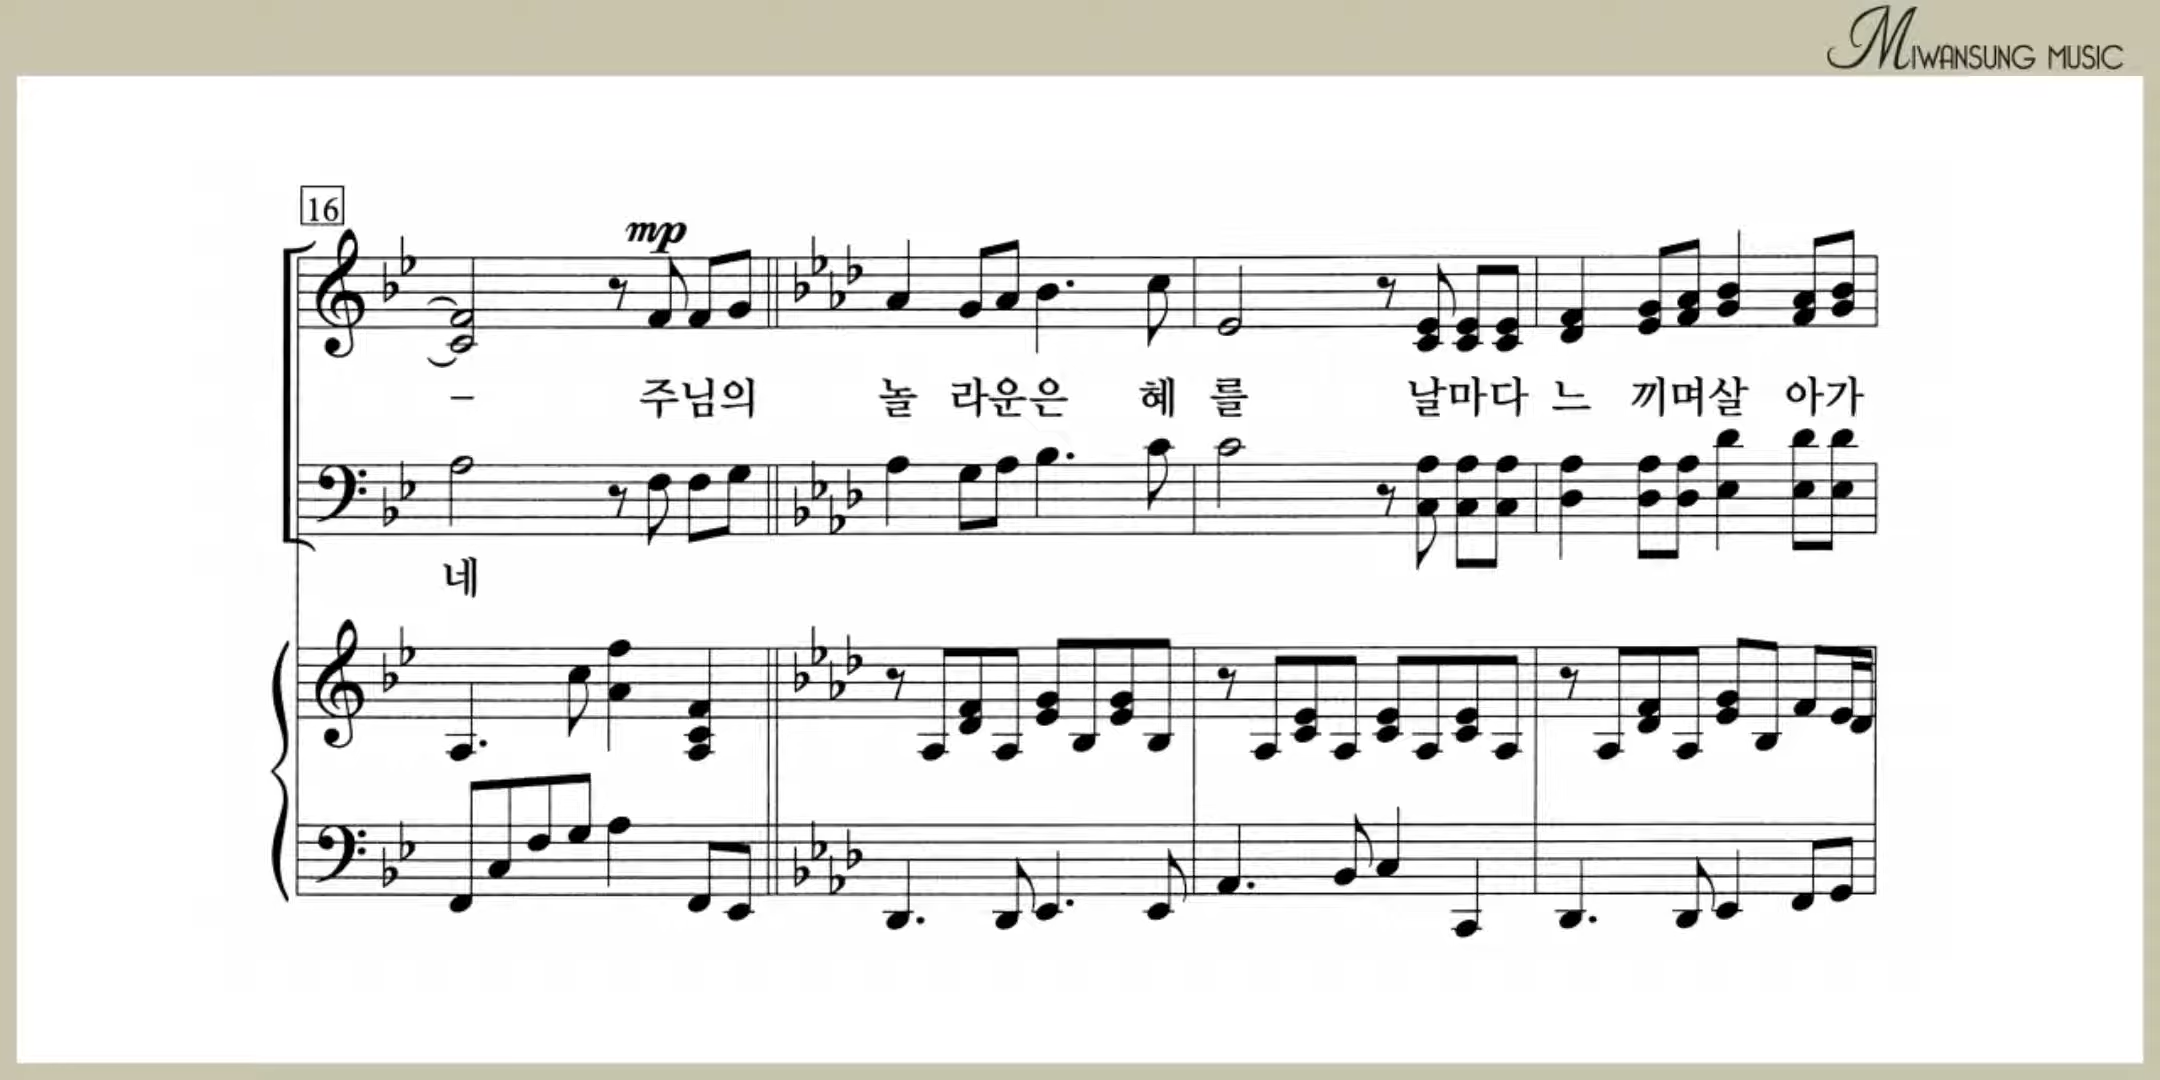 MIWANSUNG MUSIC
16
mp
– 주님의 놀 라운은 혜 를 날마다 느 끼며살 아가
네